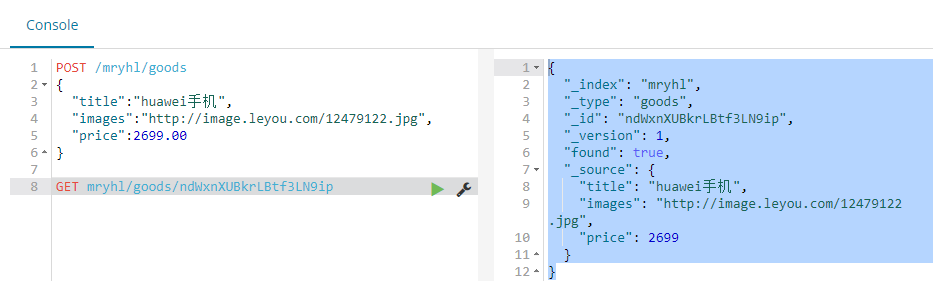 Console
1 POST /mryhl/goods
2 {
3 "title":"huawei手机",
4 "images":"http://image.leyou.com/12479122.jpg",
5 "price":2699.00
6 }
7
8 GET mryhl/goods/ndWxnXUBkrLBtf3LN9ip
1 {
2 "_index": "mryhl",
3 "_type": "goods",
4 "_id": "ndWxnXUBkrLBtf3LN9ip",
5 "_version": 1,
6 "found": true,
7 "_source": {
8 "title": "huawei手机",
9 "images": "http://image.leyou.com/12479122
.jpg",
10 "price": 2699
11 }
12 }